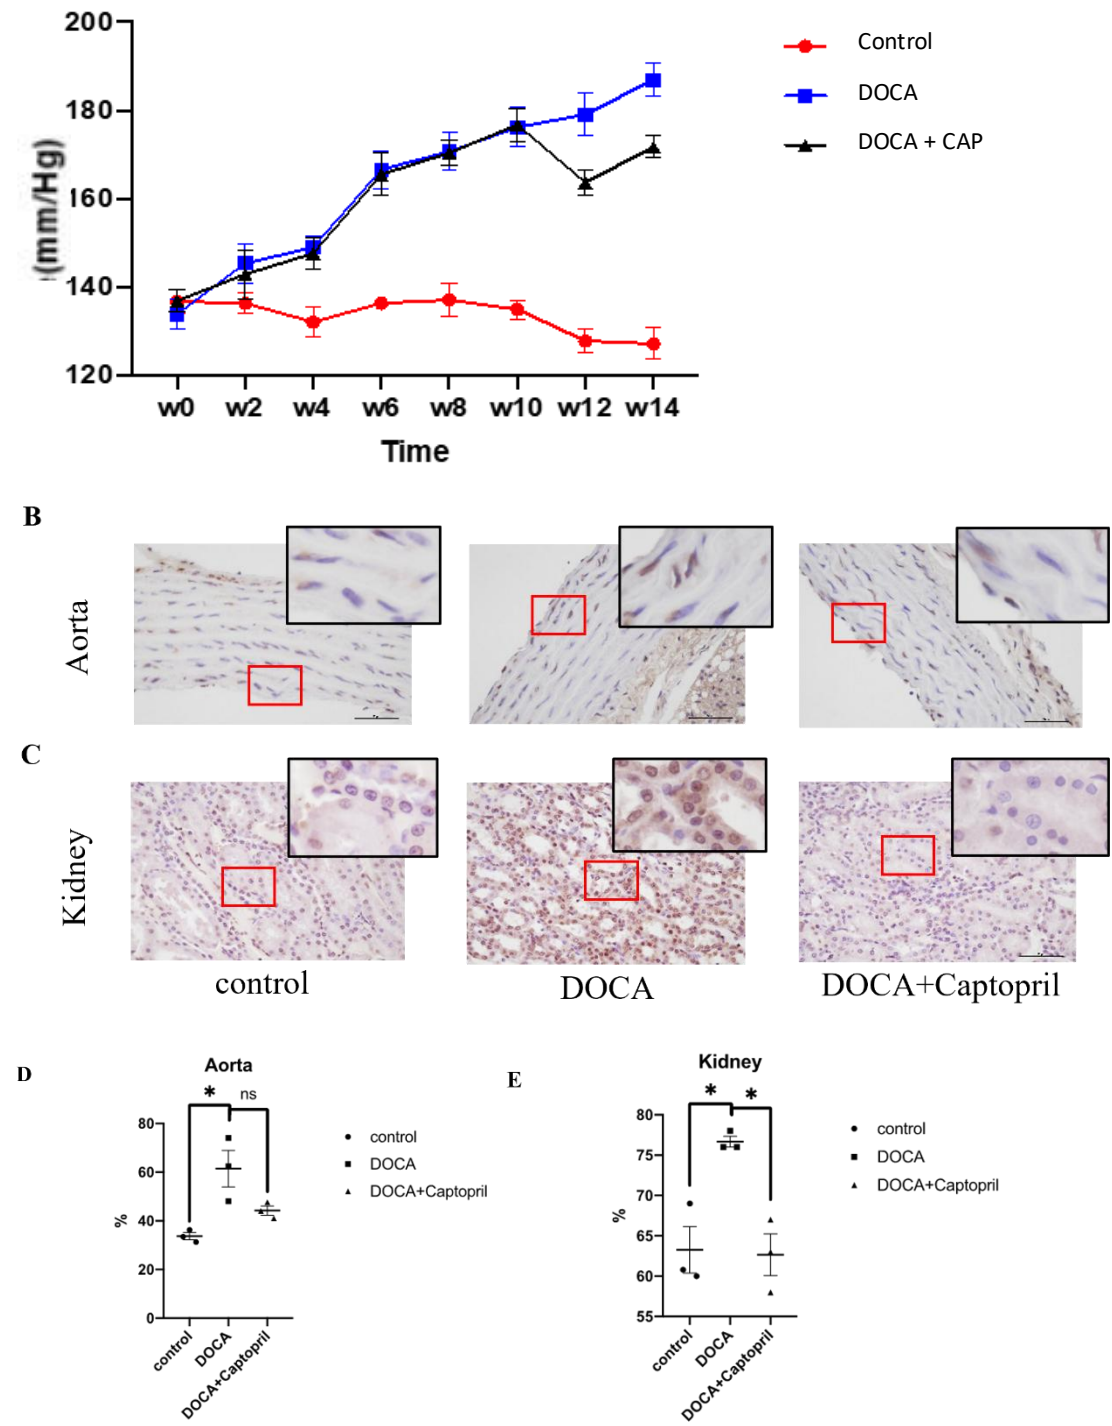 200
180
160
140
120
(mm/Hg)
w0 w2 w4 w6 w8 w10 w12 w14
Time
Control
DOCA
DOCA + CAP
B
Aorta
C
Kidney
control
DOCA
DOCA+Captopril
D
Aorta
*
ns
80
60
40
20
0
%
control
DOCA
DOCA+Captopril
control
DOCA
DOCA+Captopril
E
Kidney
*
*
80
75
70
65
60
55
%
control
DOCA
DOCA+Captopril
control
DOCA
DOCA+Captopril